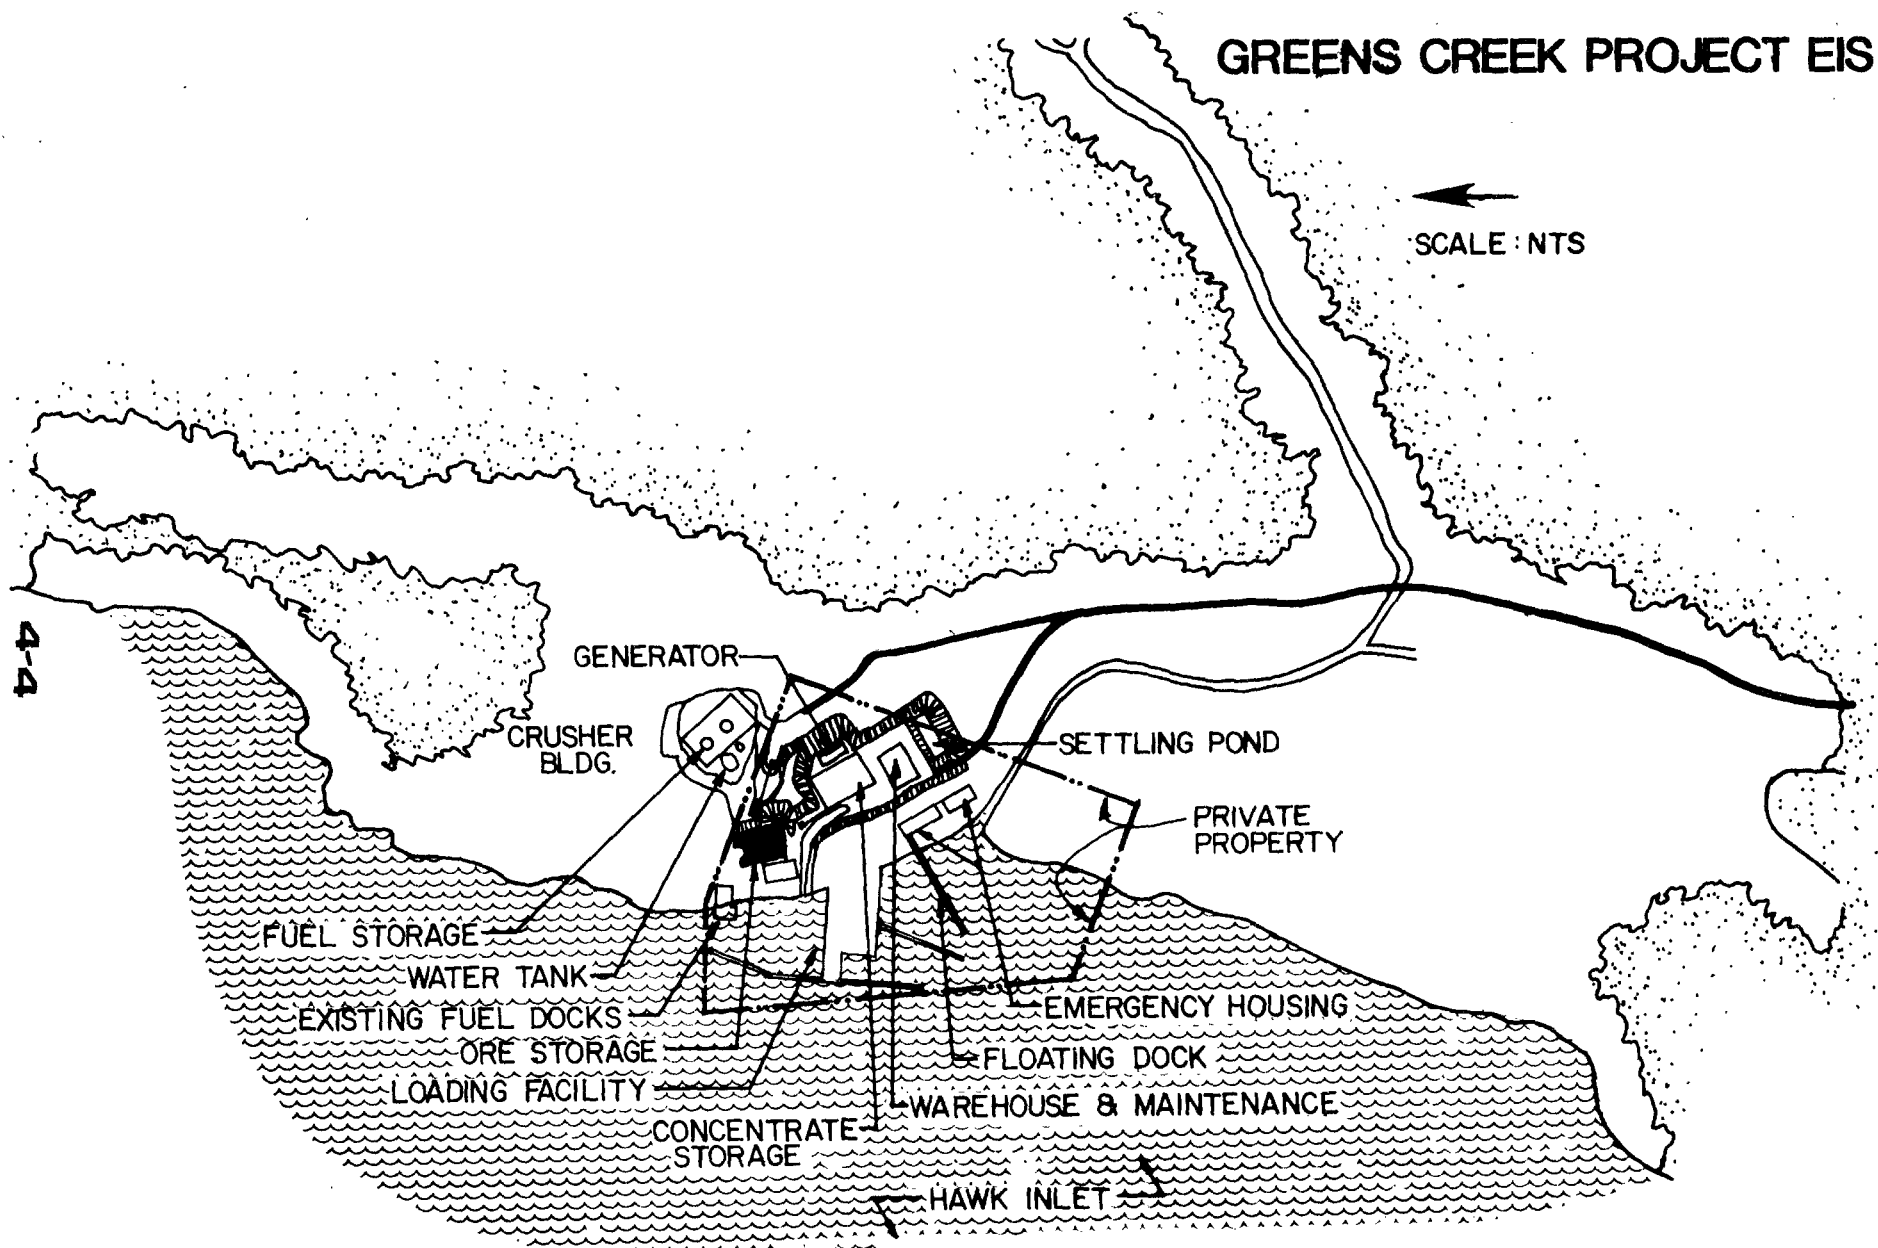 GREENS CREEK PROJECT EIS
SCALE : NTS
4-4
GENERATOR
CRUSHER
BLDG.
SETTLING POND
PRIVATE
PROPERTY
FUEL STORAGE
WATER TANK
EXISTING FUEL DOCKS
EMERGENCY HOUSING
ORE STORAGE
FLOATING DOCK
LOADING FACILITY
WAREHOUSE & MAINTENANCE
CONCENTRATE
STORAGE
HAWK INLET